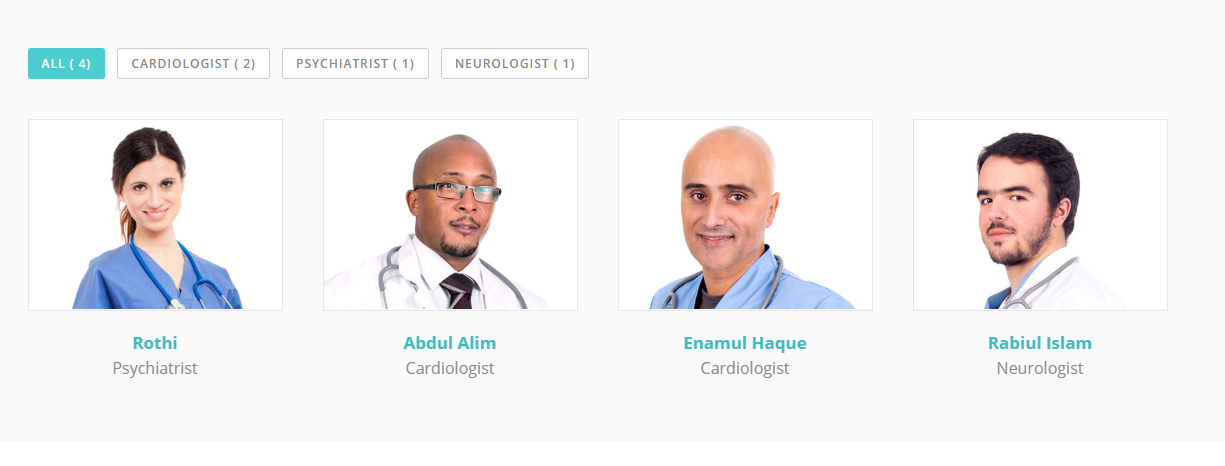 ALL ( 4)
CARDIOLOGIST ( 2)
PSYCHIATRIST ( 1)
NEUROLOGIST ( 1)
Rothi
Psychiatrist
Abdul Alim
Cardiologist
Enamul Haque
Cardiologist
Rabiul Islam
Neurologist